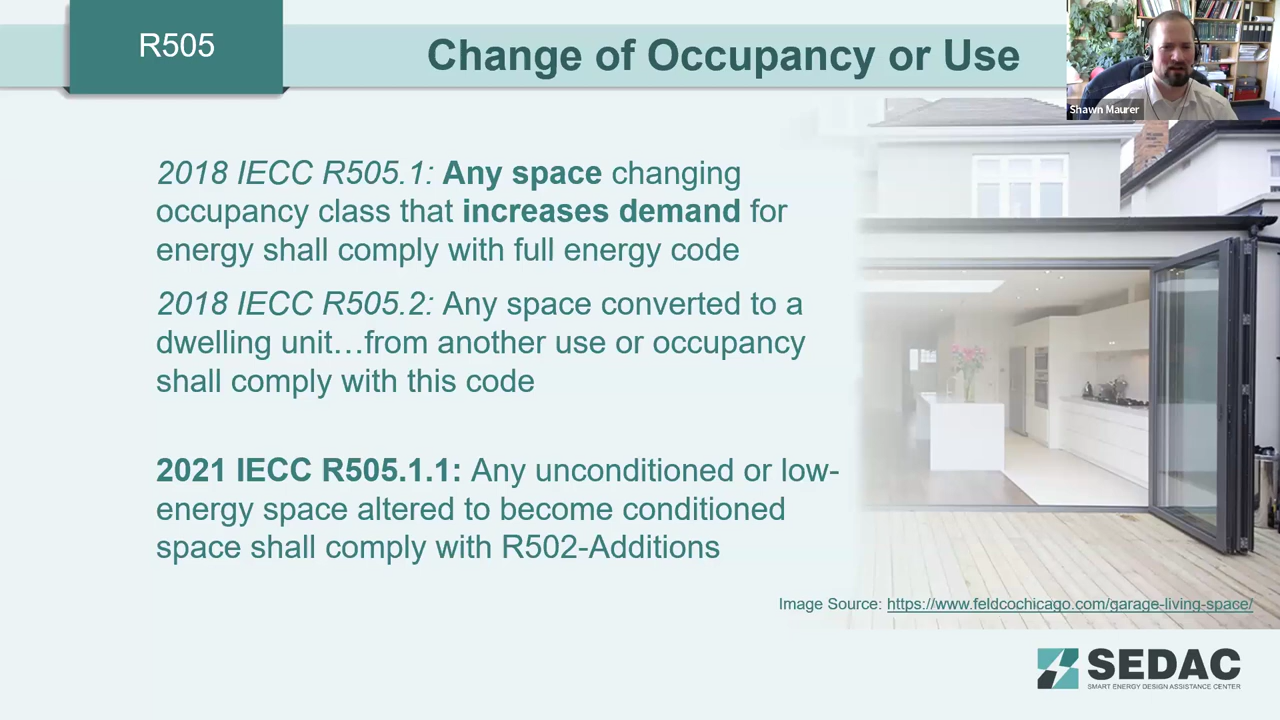 R505
Change of Occupancy or Use
Shawn Maurer
2018 IECC R505.1: Any space changing
occupancy class that increases demand for
energy shall comply with full energy code
2018 IECC R505.2: Any space converted to a
dwelling unit…from another use or occupancy
shall comply with this code
2021 IECC R505.1.1: Any unconditioned or low-
energy space altered to become conditioned
space shall comply with R502-Additions
Image Source: https://www.feldcochicago.com/garage-living-space/
SEDAC
SMART ENERGY DESIGN ASSISTANCE CENTER